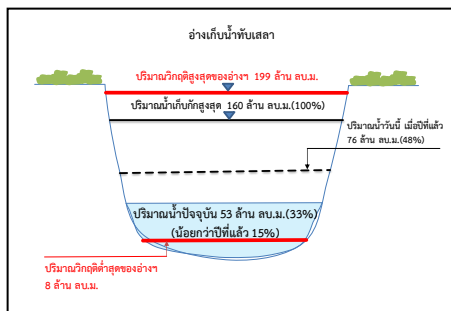 อ่างเก็บน้ำทับเสลา
ปริมาณวิกฤติสูงสุดของอ่างฯ 199 ล้าน ลบ.ม.
ปริมาณน้ำเก็บกักสูงสุด 160 ล้าน ลบ.ม.(100%)
ปริมาณน้ำวันนี้ เมื่อปีที่แล้ว
76 ล้าน ลบ.ม.(48%)
ปริมาณน้ำปัจจุบัน 53 ล้าน ลบ.ม.(33%)
(น้อยกว่าปีที่แล้ว 15%)
ปริมาณวิกฤติต่ำสุดของอ่างฯ
8 ล้าน ลบ.ม.